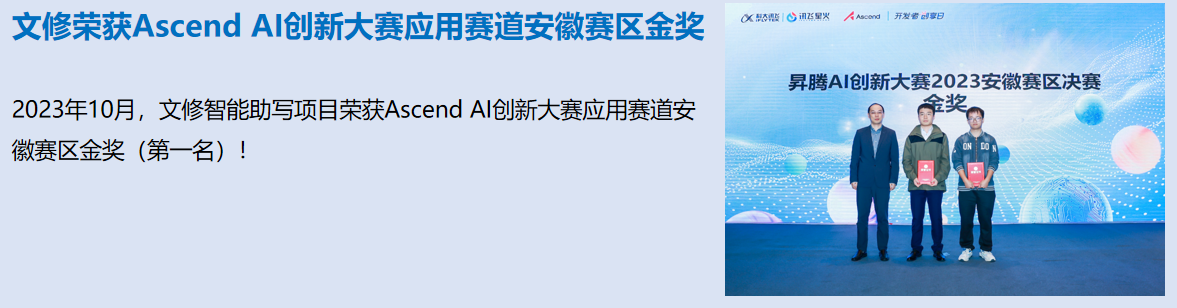 文修荣获Ascend AI创新大赛应用赛道安徽赛区金奖
2023年10月，文修智能助写项目荣获Ascend AI创新大赛应用赛道安
徽赛区金奖（第一名）！
科大讯飞 讯飞星火 Ascend 开发者 创享日
昇腾AI创新大赛2023安徽赛区决赛
金奖